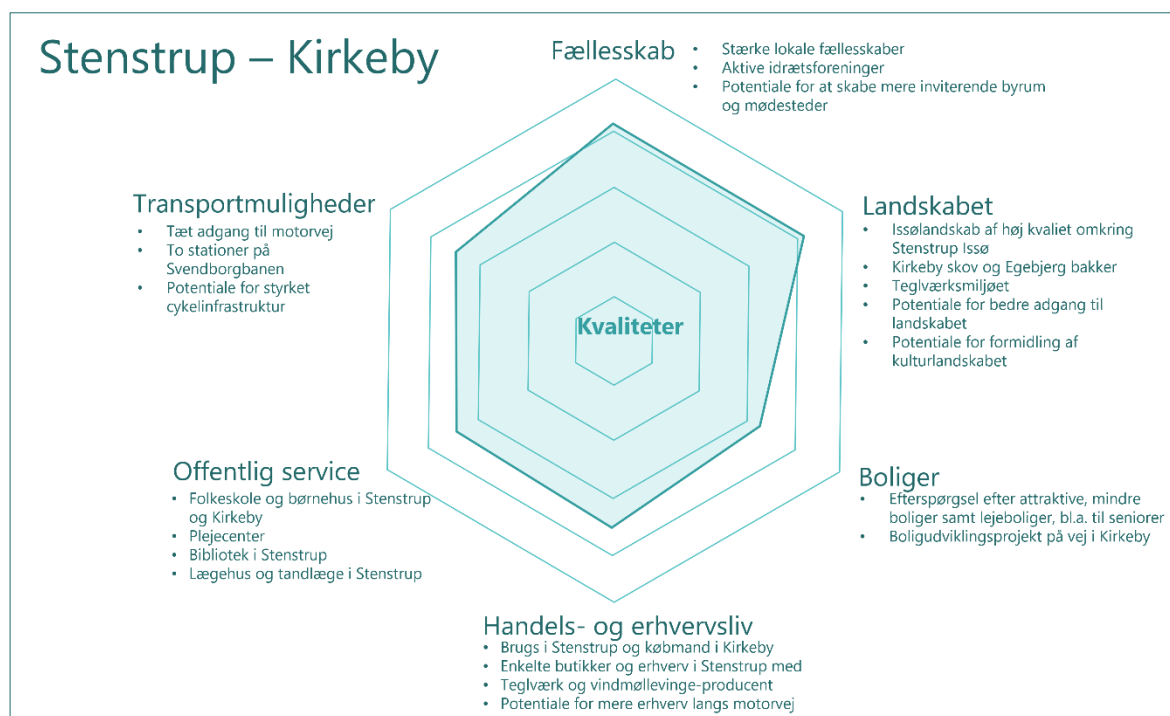 Stenstrup – Kirkeby
Fællesskab
• Stærke lokale fællesskaber
• Aktive idrætsforeninger
• Potentiale for at skabe mere inviterende byrum
og mødesteder
Transportmuligheder
• Tæt adgang til motorvej
• To stationer på
Svendborgbanen
• Potentiale for styrket
cykelinfrastruktur
Landskabet
• Issølandskab af høj kvaliet omkring
Stenstrup Issø
• Kirkeby skov og Egebjerg bakker
• Teglværksmiljøet
• Potentiale for bedre adgang til
landskabet
• Potentiale for formidling af
kulturlandskabet
Kvaliteter
Offentlig service
• Folkeskole og børnehus i Stenstrup
og Kirkeby
• Plejecenter
• Bibliotek i Stenstrup
• Lægehus og tandlæge i Stenstrup
Boliger
• Efterspørgsel efter attraktive, mindre
boliger samt lejeboliger, bl.a. til seniorer
• Boligudviklingsprojekt på vej i Kirkeby
Handels- og erhvervsliv
• Brugs i Stenstrup og købmand i Kirkeby
• Enkelte butikker og erhverv i Stenstrup med
• Teglværk og vindmøllevinge-producent
• Potentiale for mere erhverv langs motorvej